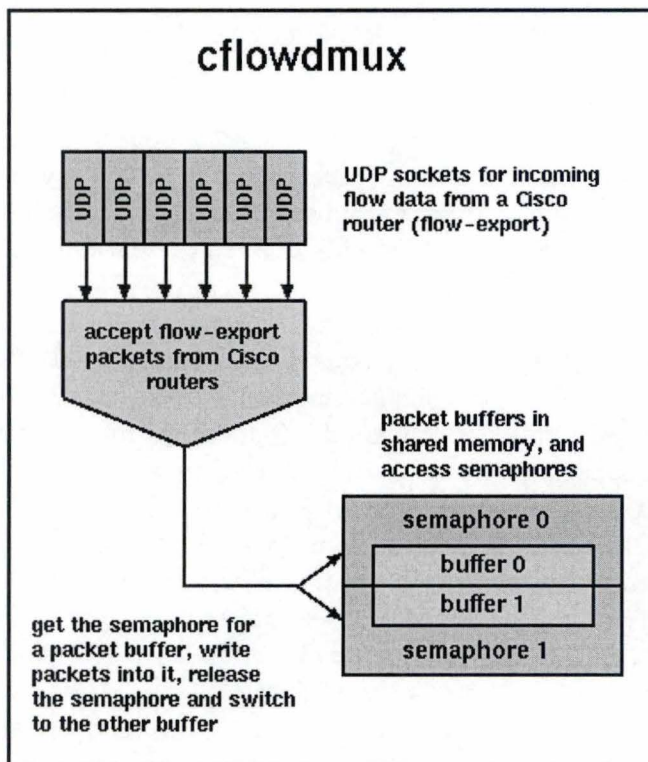 cflowdmux
UDP UDP UDP UDP UDP UDP
UDP sockets for incoming
flow data from a Cisco
router (flow-export)
accept flow-export
packets from Cisco
routers
packet buffers in
shared memory, and
access semaphores
semaphore 0
buffer 0
buffer 1
semaphore 1
get the semaphore for
a packet buffer, write
packets into it, release
the semaphore and switch
to the other buffer